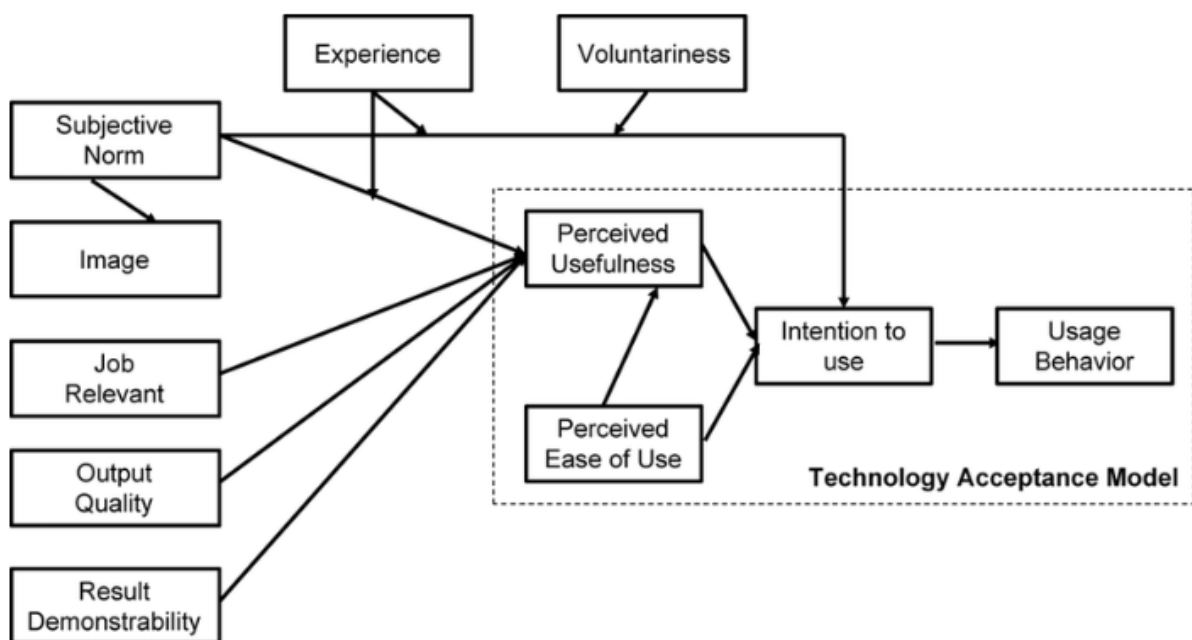 Experience
Voluntariness
Subjective
Norm
Image
Perceived
Usefulness
Job
Relevant
Intention to
use
Usage
Behavior
Perceived
Ease of Use
Output
Quality
Technology Acceptance Model
Result
Demonstrability